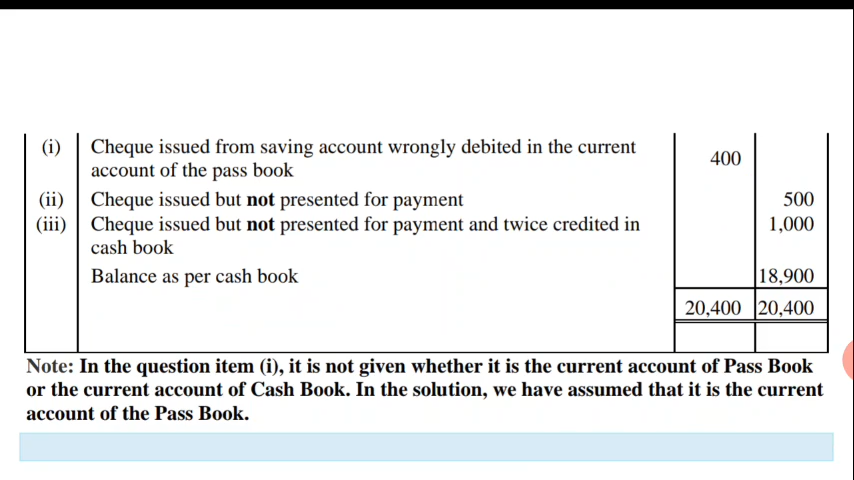 (i) Cheque issued from saving account wrongly debited in the current 400
account of the pass book
(ii) Cheque issued but not presented for payment 500
(iii) Cheque issued but not presented for payment and twice credited in 1,000
cash book
Balance as per cash book 18,900
20,400 20,400
Note: In the question item (i), it is not given whether it is the current account of Pass Book
or the current account of Cash Book. In the solution, we have assumed that it is the current
account of the Pass Book.